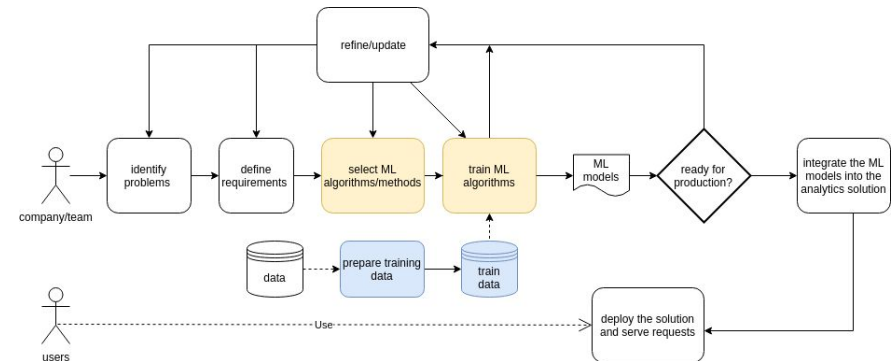 refine/update
identify
problems
define
requirements
select ML
algorithms/methods
train ML
algorithms
ML
models
ready for
production?
integrate the ML
models into the
analytics solution
company/team
data
prepare training
data
train
data
deploy the solution
and serve requests
Use
users